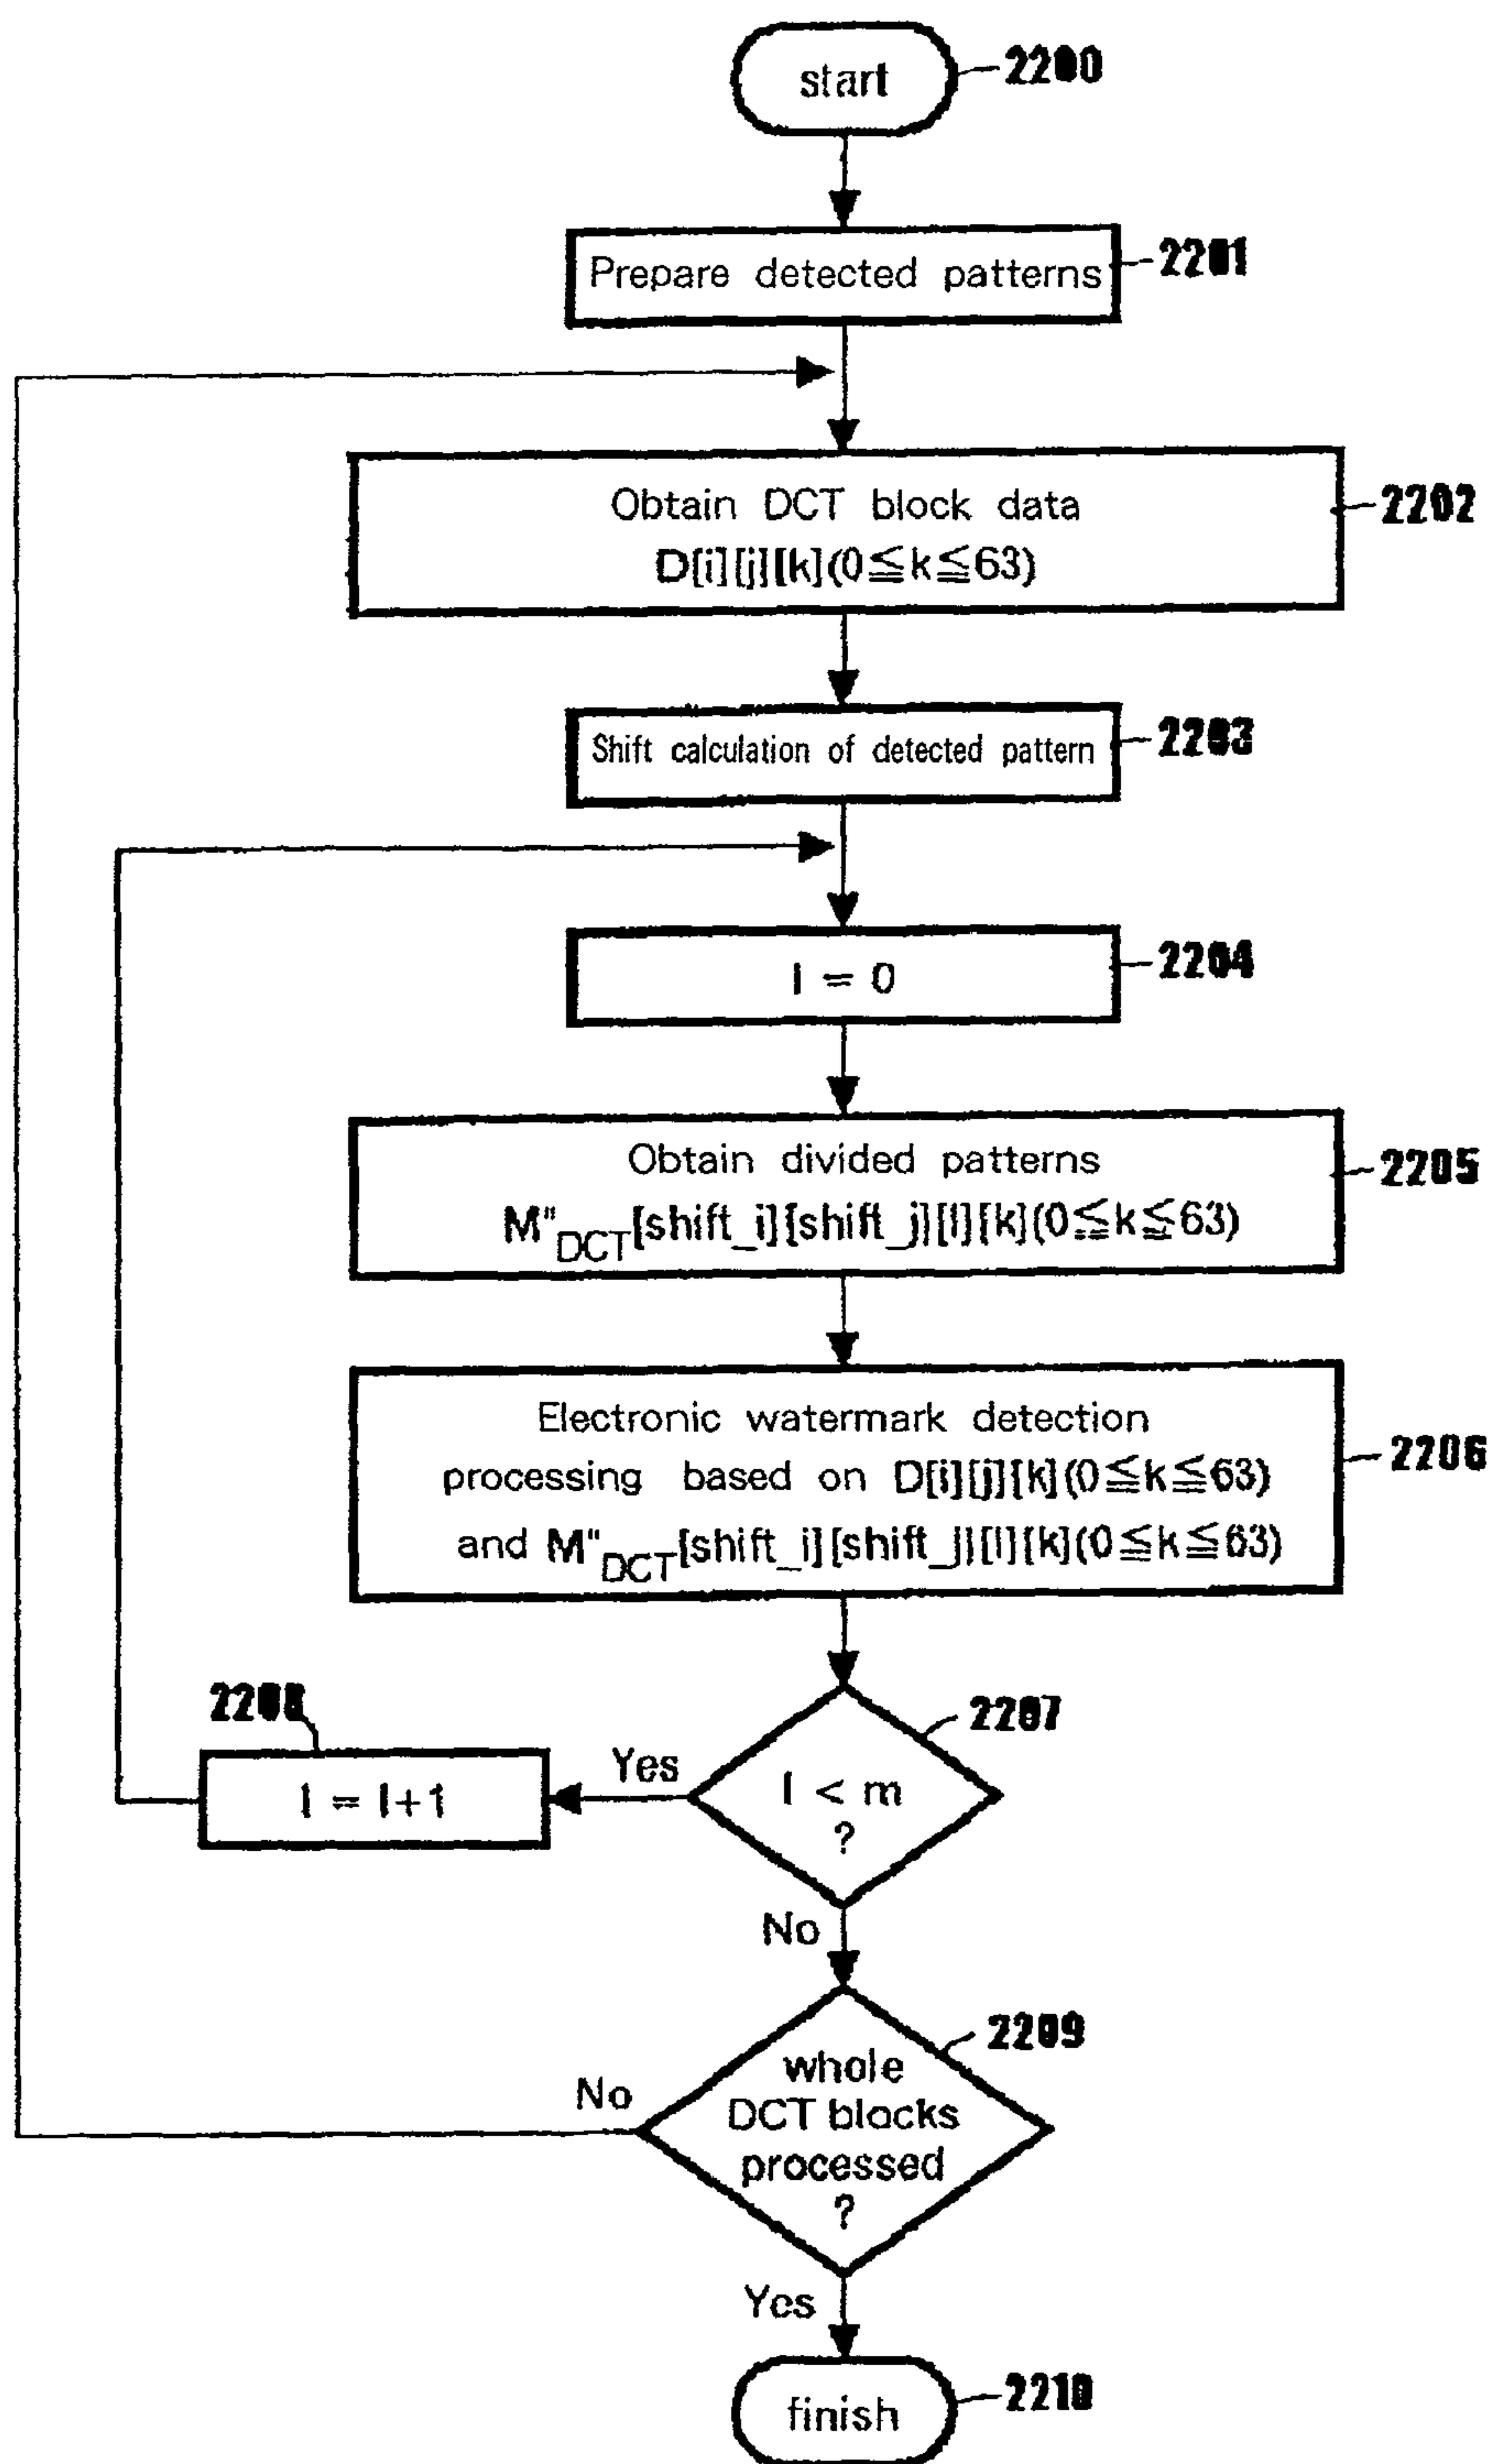 start
2200
Prepare detected patterns
2201
Obtain DCT block data
D[i][j][k](0≦k≦63)
2202
Shift calculation of detected pattern
2203
l = 0
2204
Obtain divided patterns
M"DCT[shift_i][shift_j][l][k](0≦k≦63)
2205
Electronic watermark detection
processing based on D[i][j][k](0≦k≦63)
and M"DCT[shift_i][shift_j][l][k](0≦k≦63)
2206
2207
l < m
?
Yes
2208
l = l+1
No
2209
whole
DCT blocks
processed
?
No
Yes
finish
2210